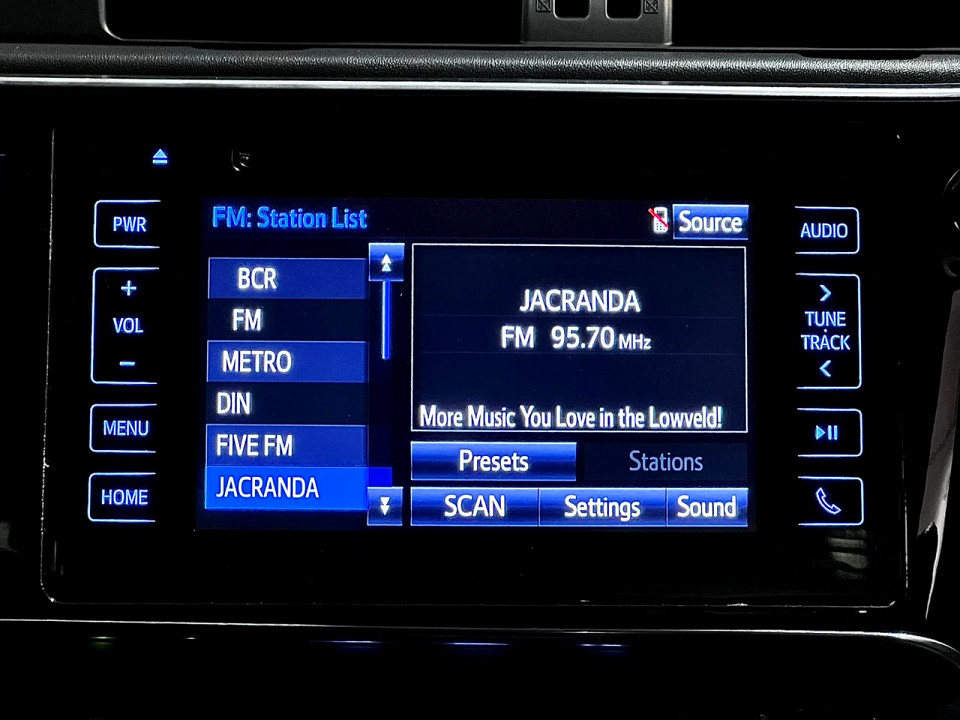 PWR
+
VOL
−
MENU
HOME
FM: Station List
Source
BCR
FM
METRO
DIN
FIVE FM
JACRANDA
JACRANDA
FM 95.70 MHz
More Music You Love in the Lowveld!
Presets
Stations
SCAN
Settings
Sound
AUDIO
>
TUNE
TRACK
<